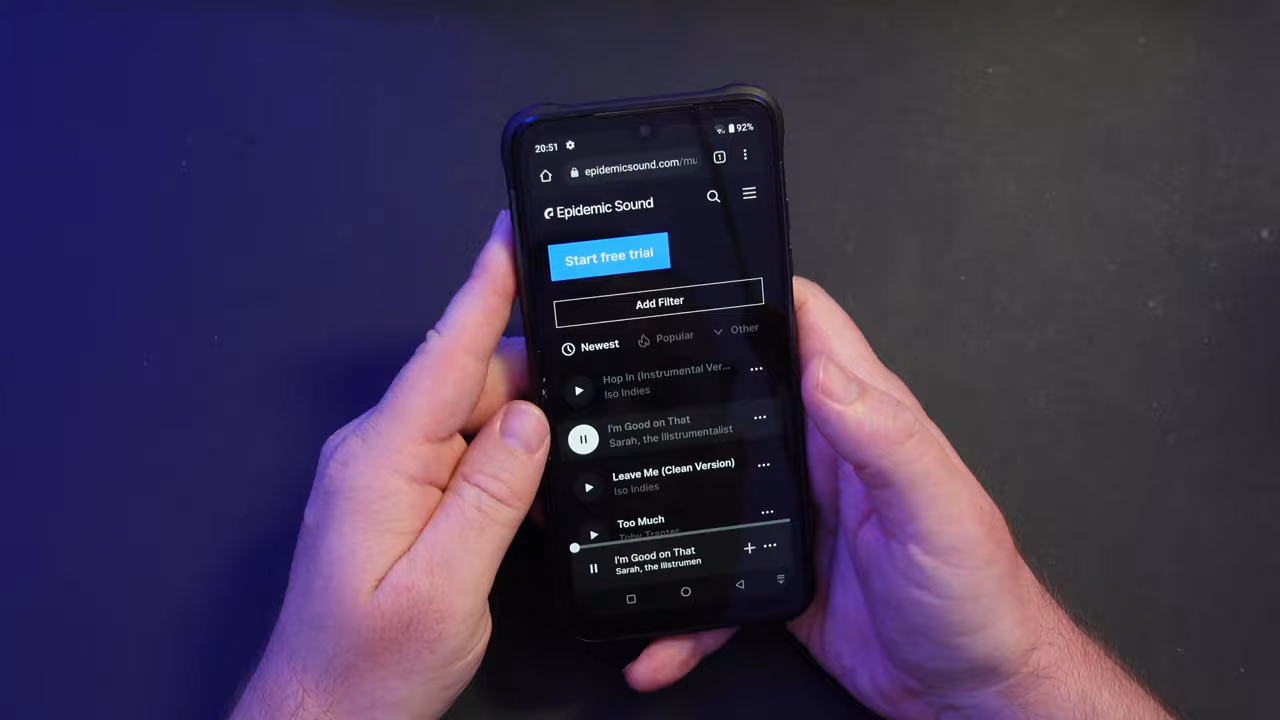 20:51
92%
epidemicsound.com/mu
1
Epidemic Sound
Start free trial
Add Filter
Newest
Popular
Other
Hop In (Instrumental Ver...
Iso Indies
I'm Good on That
Sarah, the Illstrumentalist
Leave Me (Clean Version)
Iso Indies
Too Much
Toby Tranter
I'm Good on That
Sarah, the Illstrumen